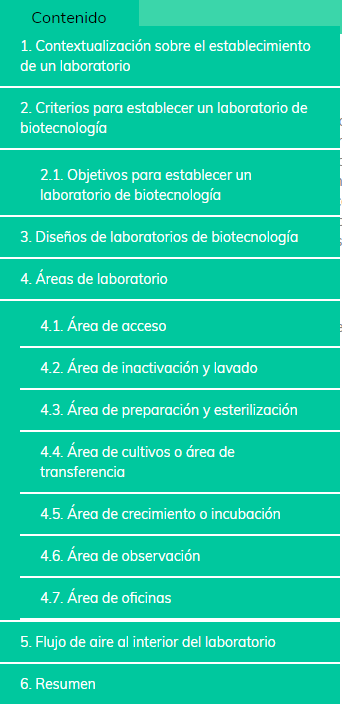 Contenido
1. Contextualización sobre el establecimiento
de un laboratorio
2. Criterios para establecer un laboratorio de
biotecnología
2.1. Objetivos para establecer un
laboratorio de biotecnología
3. Diseños de laboratorios de biotecnología
4. Áreas de laboratorio
4.1. Área de acceso
4.2. Área de inactivación y lavado
4.3. Área de preparación y esterilización
4.4. Área de cultivos o área de
transferencia
4.5. Área de crecimiento o incubación
4.6. Área de observación
4.7. Área de oficinas
5. Flujo de aire al interior del laboratorio
6. Resumen